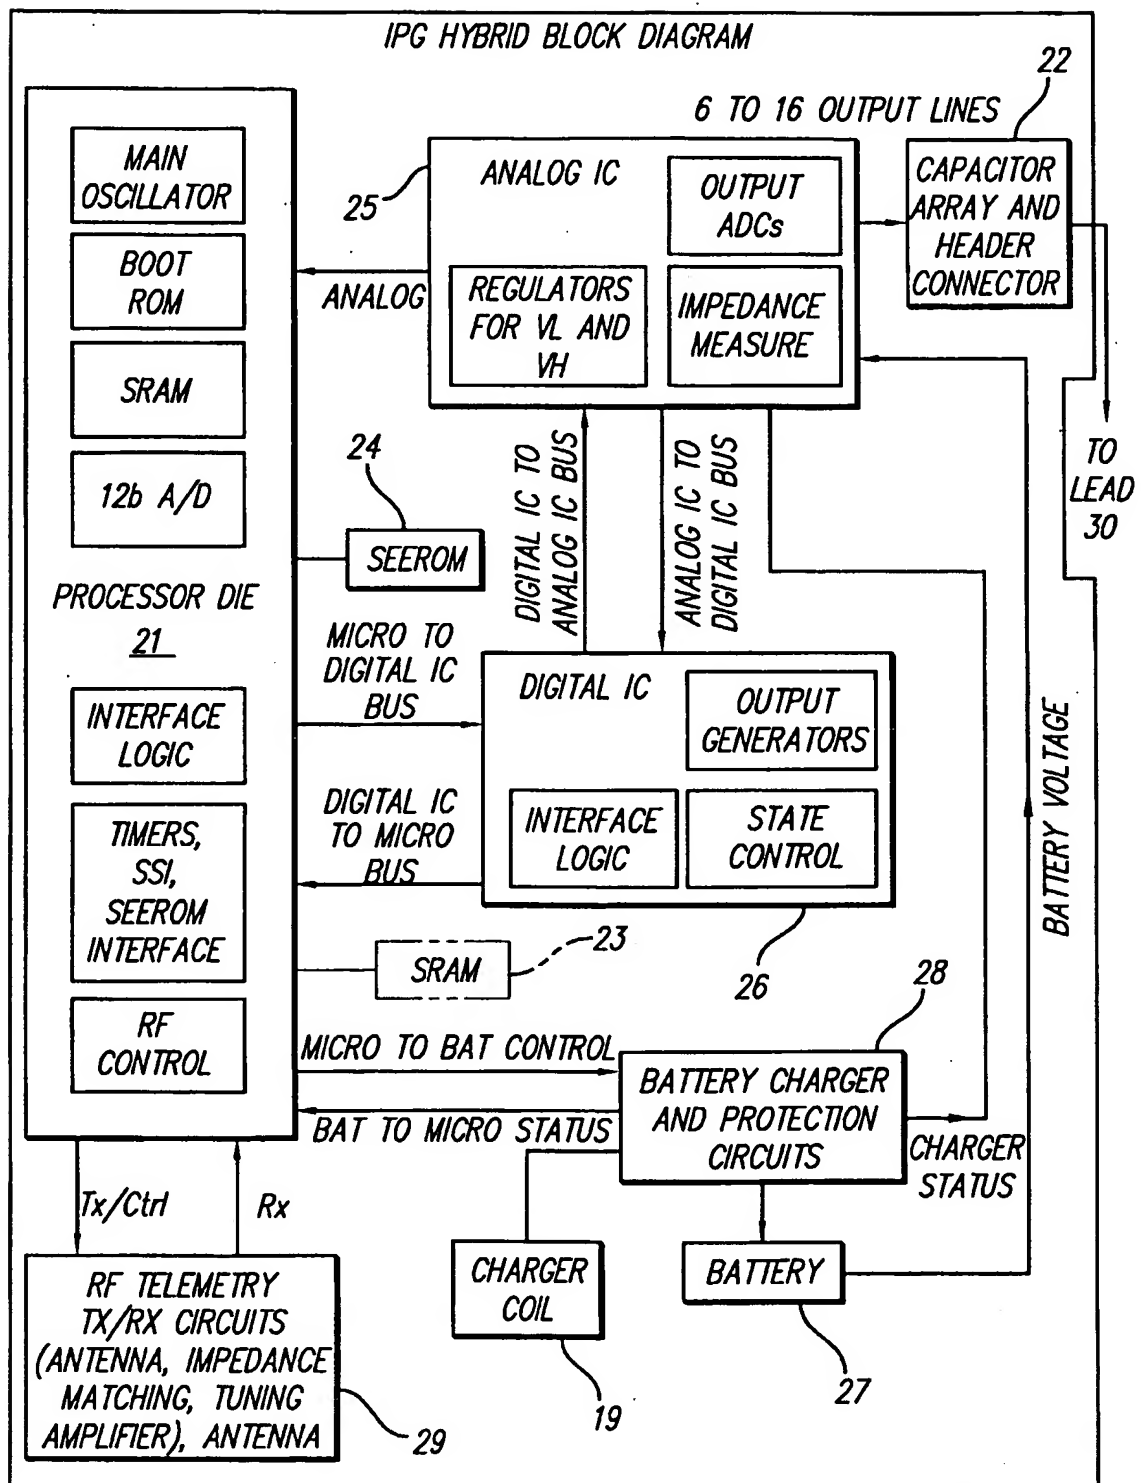 IPG HYBRID BLOCK DIAGRAM
22
6 TO 16 OUTPUT LINES
MAIN
OSCILLATOR
BOOT
ROM
SRAM
12b A/D
PROCESSOR DIE
21
INTERFACE
LOGIC
TIMERS,
SSI,
SEEROM
INTERFACE
RF
CONTROL
25
ANALOG IC
OUTPUT
ADCs
REGULATORS
FOR VL AND
VH
IMPEDANCE
MEASURE
ANALOG
CAPACITOR
ARRAY AND
HEADER
CONNECTOR
TO
LEAD
30
24
SEEROM
DIGITAL IC TO
ANALOG IC BUS
ANALOG IC TO
DIGITAL IC BUS
MICRO TO
DIGITAL IC
BUS
DIGITAL IC
TO MICRO
BUS
DIGITAL IC
OUTPUT
GENERATORS
INTERFACE
LOGIC
STATE
CONTROL
26
BATTERY VOLTAGE
SRAM
23
28
MICRO TO BAT CONTROL
BAT TO MICRO STATUS
BATTERY CHARGER
AND PROTECTION
CIRCUITS
CHARGER
STATUS
Tx/Ctrl
Rx
RF TELEMETRY
TX/RX CIRCUITS
(ANTENNA, IMPEDANCE
MATCHING, TUNING
AMPLIFIER), ANTENNA
29
CHARGER
COIL
19
BATTERY
27